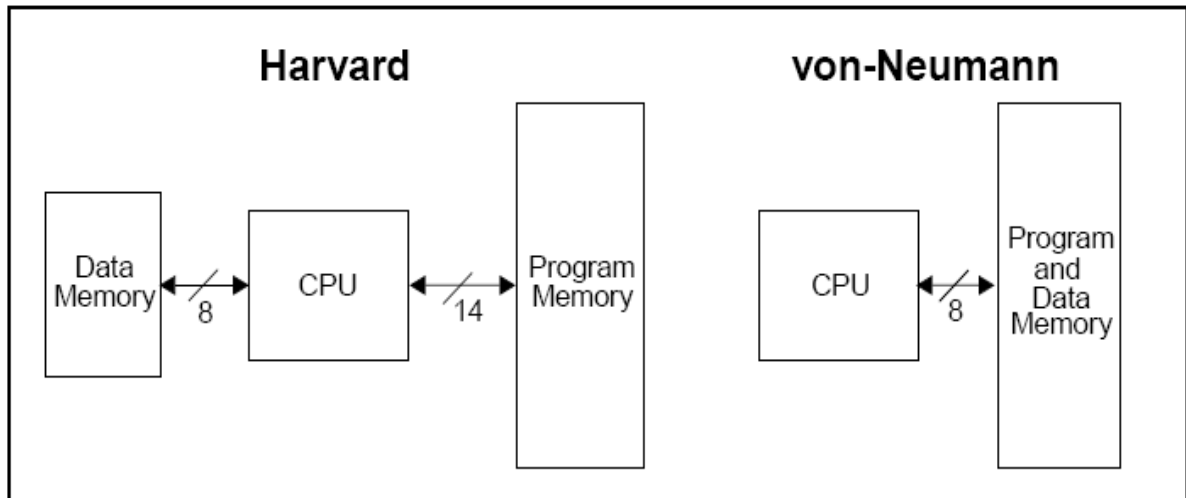 Harvard
von-Neumann
Data
Memory
8
CPU
14
Program
Memory
CPU
8
Program
and
Data
Memory